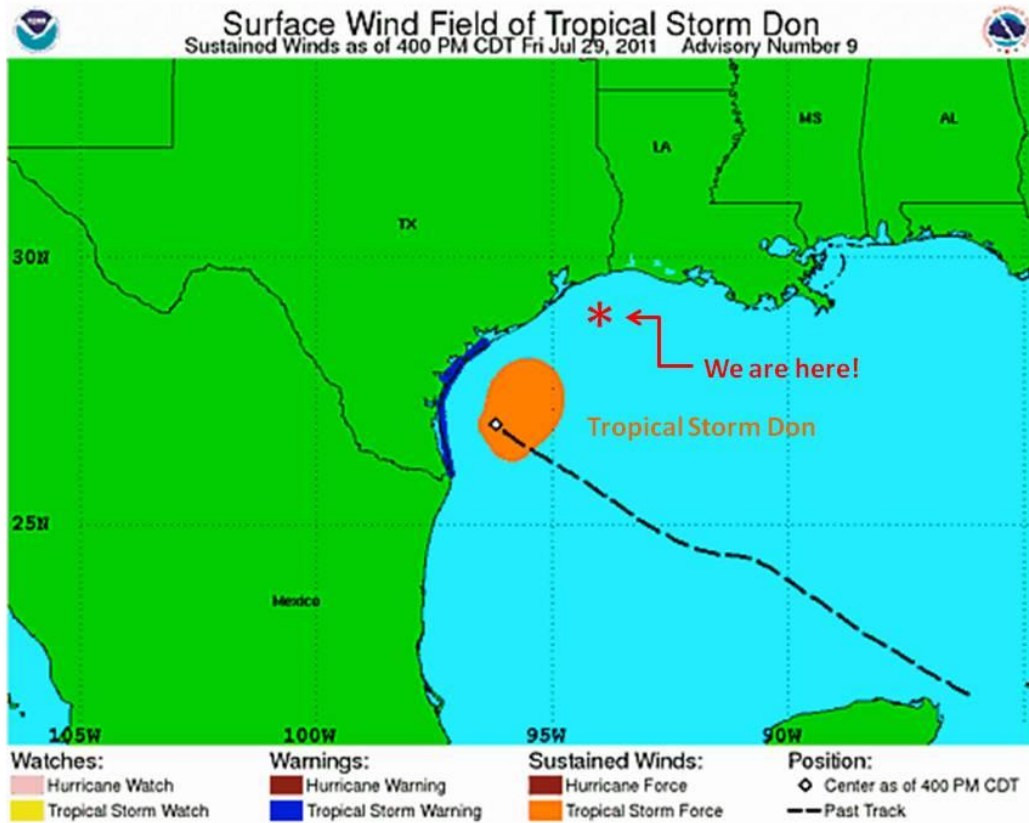 Surface Wind Field of Tropical Storm Don
Sustained Winds as of 400 PM CDT Fri Jul 29, 2011 Advisory Number 9
MS
AL
LA
TX
30N
*
We are here!
Tropical Storm Don
25N
Mexico
105W 100W 95W 90W
Watches: Warnings: Sustained Winds: Position:
Hurricane Watch Hurricane Warning Hurricane Force Center as of 400 PM CDT
Tropical Storm Watch Tropical Storm Warning Tropical Storm Force Past Track